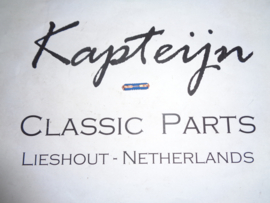 Kapteijn
CLASSIC PARTS
LIESHOUT - NETHERLANDS